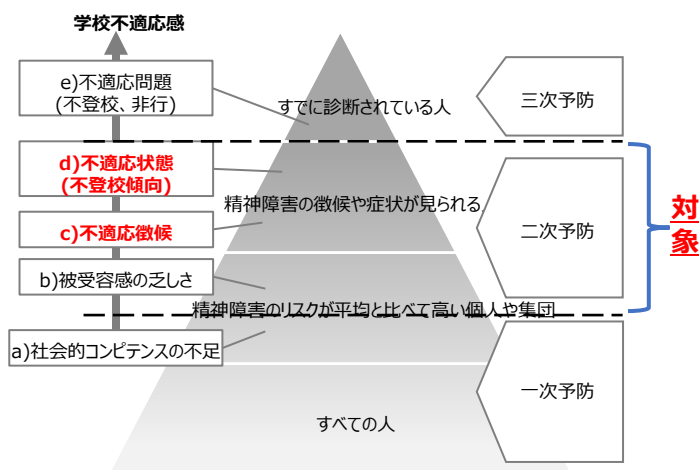 学校不適応感
e)不適応問題
(不登校、非行)
すでに診断されている人
三次予防
d)不適応状態
(不登校傾向)
精神障害の徴候や症状が見られる
c)不適応徴候
二次予防
対
象
b)被受容感の乏しさ
精神障害のリスクが平均と比べて高い個人や集団
a)社会的コンピテンスの不足
一次予防
すべての人